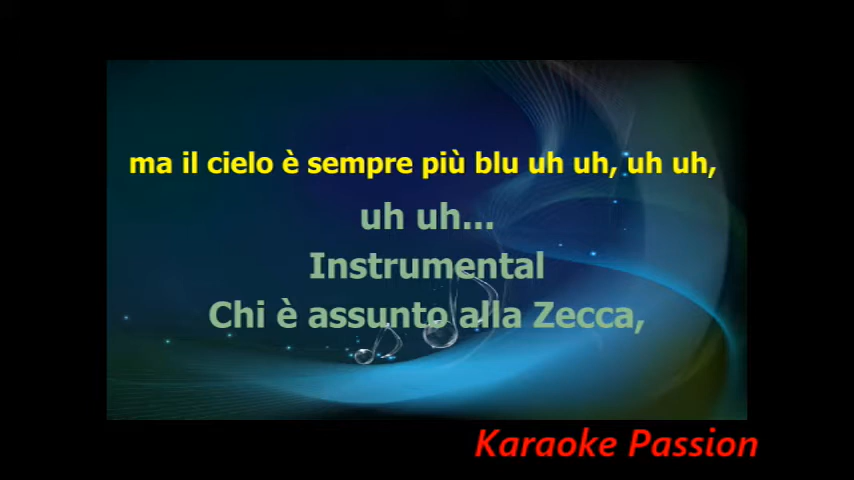 ma il cielo è sempre più blu uh uh, uh uh,
uh uh...
Instrumental
Chi è assunto alla Zecca,
Karaoke Passion